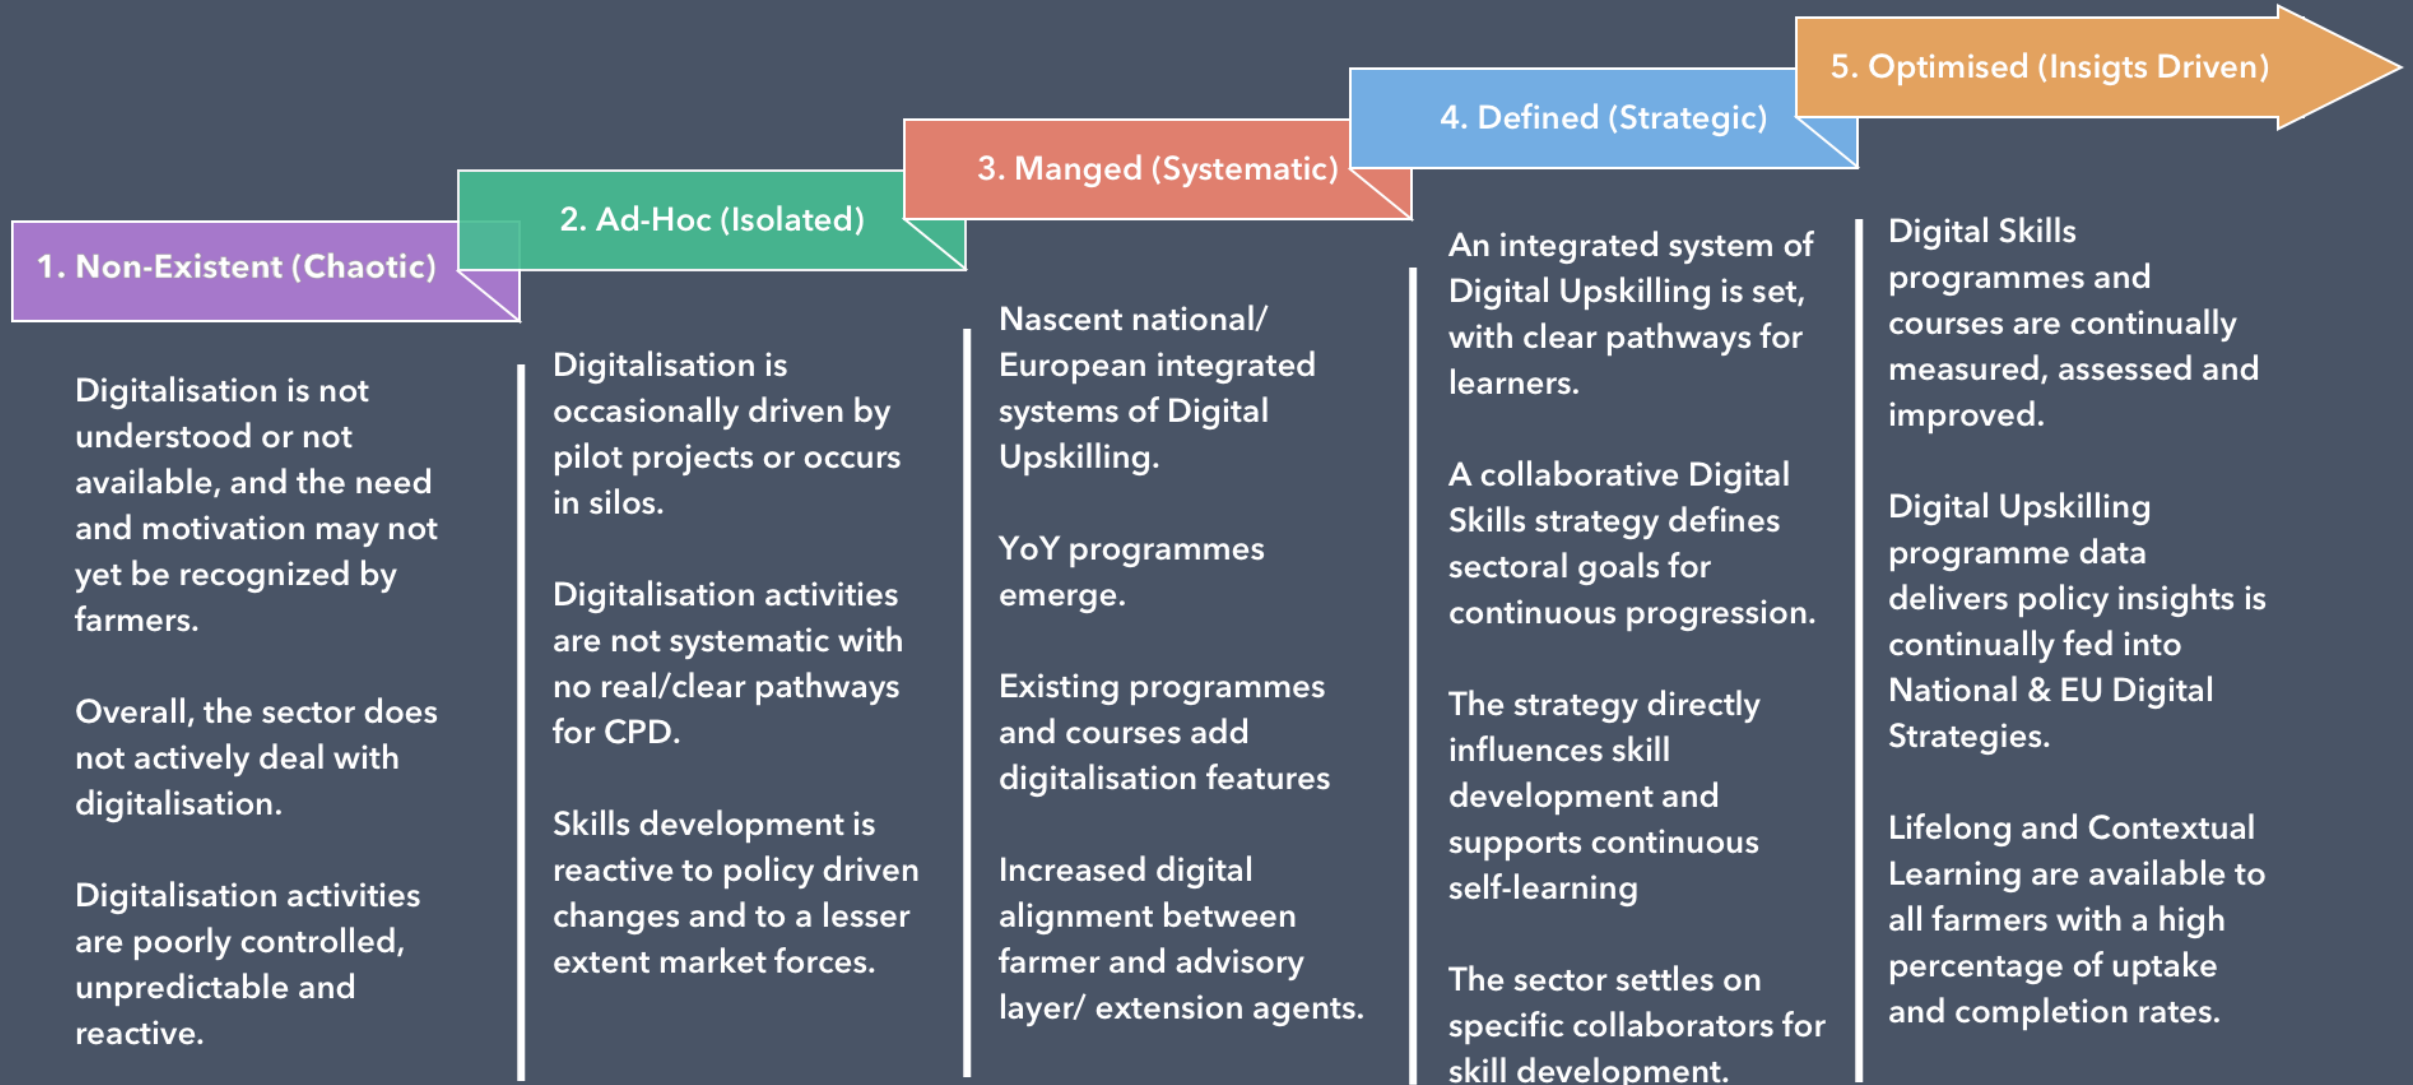 1. Non-Existent (Chaotic)
Digitalisation is not
understood or not
available, and the need
and motivation may not
yet be recognized by
farmers.
Overall, the sector does
not actively deal with
digitalisation.
Digitalisation activities
are poorly controlled,
unpredictable and
reactive.
2. Ad-Hoc (Isolated)
Digitalisation is
occasionally driven by
pilot projects or occurs
in silos.
Digitalisation activities
are not systematic with
no real/clear pathways
for CPD.
Skills development is
reactive to policy driven
changes and to a lesser
extent market forces.
3. Manged (Systematic)
Nascent national/
European integrated
systems of Digital
Upskilling.
YoY programmes
emerge.
Existing programmes
and courses add
digitalisation features
Increased digital
alignment between
farmer and advisory
layer/ extension agents.
4. Defined (Strategic)
An integrated system of
Digital Upskilling is set,
with clear pathways for
learners.
A collaborative Digital
Skills strategy defines
sectoral goals for
continuous progression.
The strategy directly
influences skill
development and
supports continuous
self-learning
The sector settles on
specific collaborators for
skill development.
5. Optimised (Insigts Driven)
Digital Skills
programmes and
courses are continually
measured, assessed and
improved.
Digital Upskilling
programme data
delivers policy insights is
continually fed into
National & EU Digital
Strategies.
Lifelong and Contextual
Learning are available to
all farmers with a high
percentage of uptake
and completion rates.